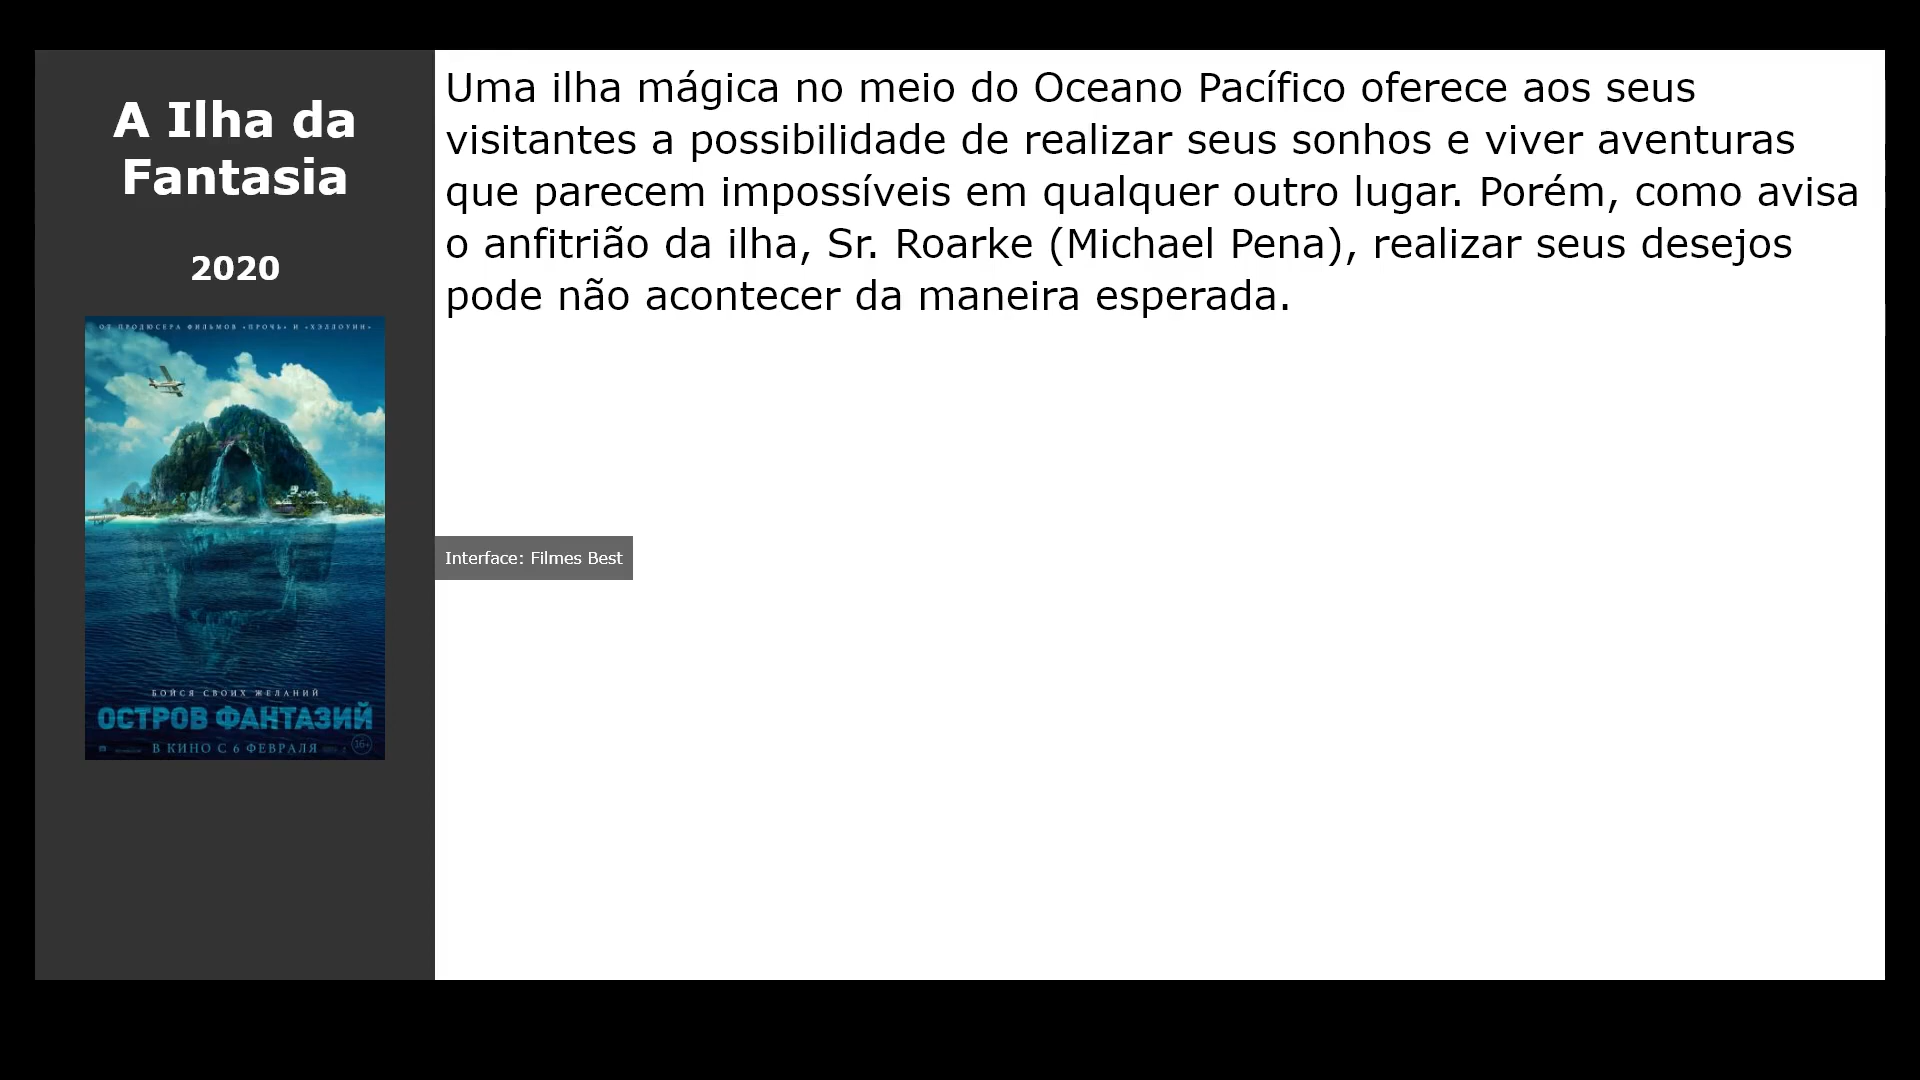 A Ilha da
Fantasia
2020
ОТ ПРОДЮСЕРА ФИЛЬМОВ «ПРОЧЬ» И «ХЭЛЛОУИН»
БОЙСЯ СВОИХ ЖЕЛАНИЙ
ОСТРОВ ФАНТАЗИЙ
В КИНО С 6 ФЕВРАЛЯ
16+
Uma ilha mágica no meio do Oceano Pacífico oferece aos seus
visitantes a possibilidade de realizar seus sonhos e viver aventuras
que parecem impossíveis em qualquer outro lugar. Porém, como avisa
o anfitrião da ilha, Sr. Roarke (Michael Pena), realizar seus desejos
pode não acontecer da maneira esperada.
Interface: Filmes Best